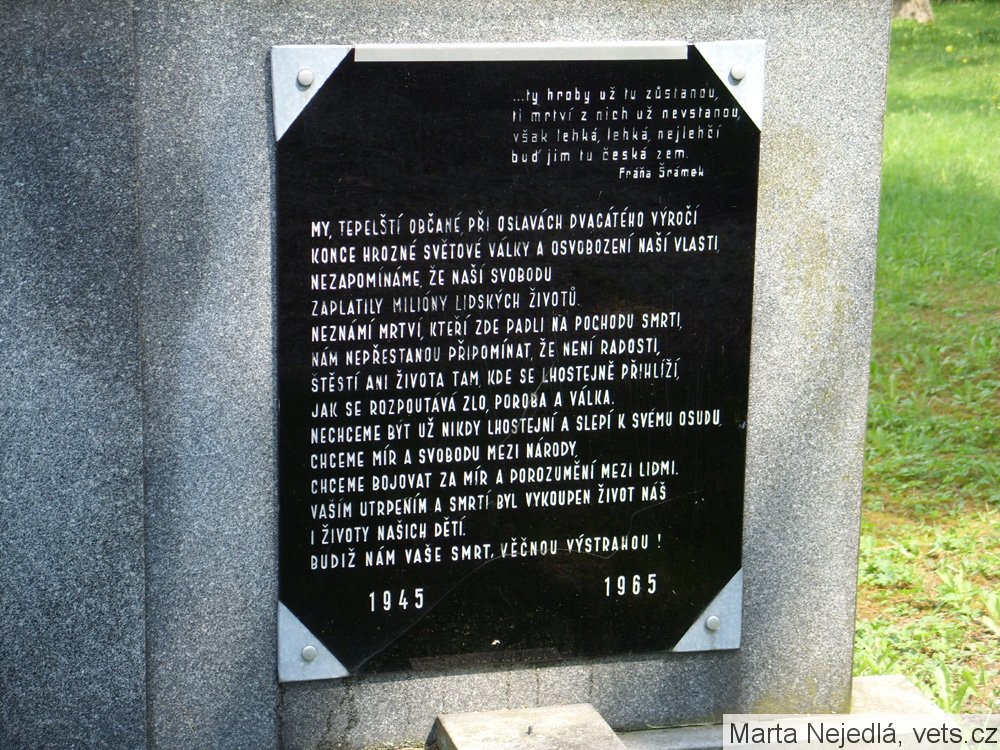 ...ty hroby už tu zůstanou,
ti mrtví z nich už nevstanou,
však lehká, lehká, nejlehčí
buď jim tu česká zem.
Fráňa Šrámek
MY, TEPELŠTÍ OBČANÉ, PŘI OSLAVÁCH DVACÁTÉHO VÝROČÍ
KONCE HROZNÉ SVĚTOVÉ VÁLKY A OSVOBOZENÍ NAŠÍ VLASTI,
NEZAPOMÍNÁME, ŽE NAŠÍ SVOBODU
ZAPLATILY MILIÓNY LIDSKÝCH ŽIVOTŮ.
NEZNÁMÍ MRTVÍ, KTEŘÍ ZDE PADLI NA POCHODU SMRTI,
NÁM NEPŘESTANOU PŘIPOMÍNAT, ŽE NENÍ RADOSTI,
ŠTĚSTÍ ANI ŽIVOTA TAM, KDE SE LHOSTEJNĚ PŘIHLÍŽÍ,
JAK SE ROZPOUTÁVÁ ZLO, POROBA A VÁLKA.
NECHCEME BÝT UŽ NIKDY LHOSTEJNÍ A SLEPÍ K SVÉMU OSUDU,
CHCEME MÍR A SVOBODU MEZI NÁRODY,
CHCEME BOJOVAT ZA MÍR A POROZUMĚNÍ MEZI LIDMI.
VAŠÍM UTRPENÍM A SMRTÍ BYL VYKOUPEN ŽIVOT NÁŠ
I ŽIVOTY NAŠICH DĚTÍ.
BUDIŽ NÁM VAŠE SMRT, VĚČNOU VÝSTRAHOU !
1945 1965
Marta Nejedlá, vets.cz